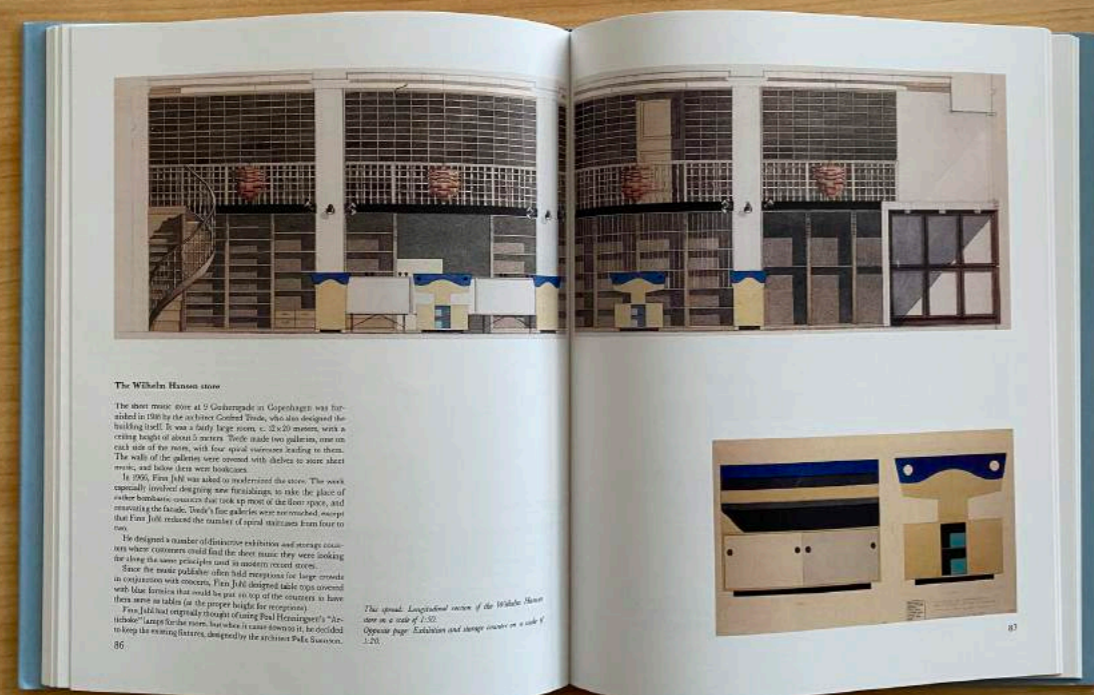 The Wilhelm Hansen store
The sheet music store at 9 Gothersgade in Copenhagen was fur-
nished in 1916 by the architect Gotfred Tvede, who also designed the
building itself. It was a fairly large room, c. 12 x 20 meters, with a
ceiling height of about 5 meters. Tvede made two galleries, one on
each side of the room, with four spiral staircases leading to them.
The walls of the galleries were covered with shelves to store sheet
music, and below them were bookcases.
In 1966, Finn Juhl was asked to modernized the store. The work
especially involved designing new furnishings, to take the place of
rather bombastic counters that took up most of the floor space, and
renovating the facade. Tvede's fine galleries were not touched, except
that Finn Juhl reduced the number of spiral staircases from four to
two.
He designed a number of distinctive exhibition and storage coun-
ters where customers could find the sheet music they were looking
for along the same principles used in modern record stores.
Since the music publisher often held receptions for large crowds
in conjunction with concerts, Finn Juhl designed table tops covered
with blue formica that could be put on top of the counters to have
them serve as tables (at the proper height for receptions).
Finn Juhl had originally thought of using Poul Henningsen's "Ar-
tichoke" lamps for the room, but when it came down to it, he decided
to keep the existing fixtures, designed by the architect Palle Suenson.
86
This spread: Longitudinal section of the Wilhelm Hansen
store on a scale of 1:50.
Opposite page: Exhibition and storage counter on a scale of
1:20.
87